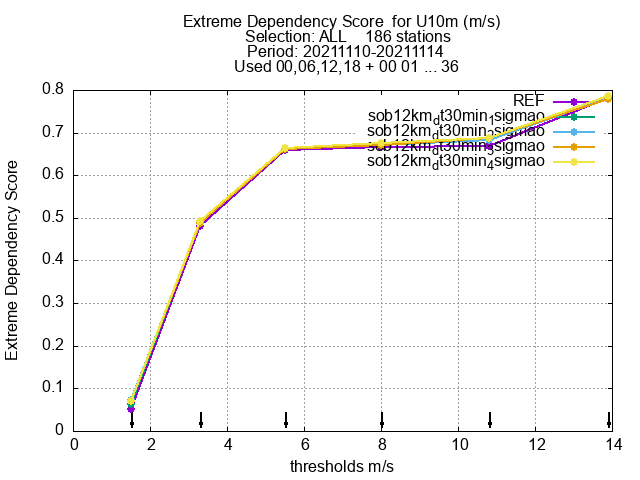 Extreme Dependency Score  for U10m (m/s)
Selection: ALL    186 stations
Period: 20211110-20211114
Used 00,06,12,18 + 00 01 ... 36
Extreme Dependency Score
0.8
0.7
0.6
0.5
0.4
0.3
0.2
0.1
0
REF
sob12km_dt30min_1sigmao
sob12km_dt30min_2sigmao
sob12km_dt30min_3sigmao
sob12km_dt30min_4sigmao
0 2 4 6 8 10 12 14
thresholds m/s